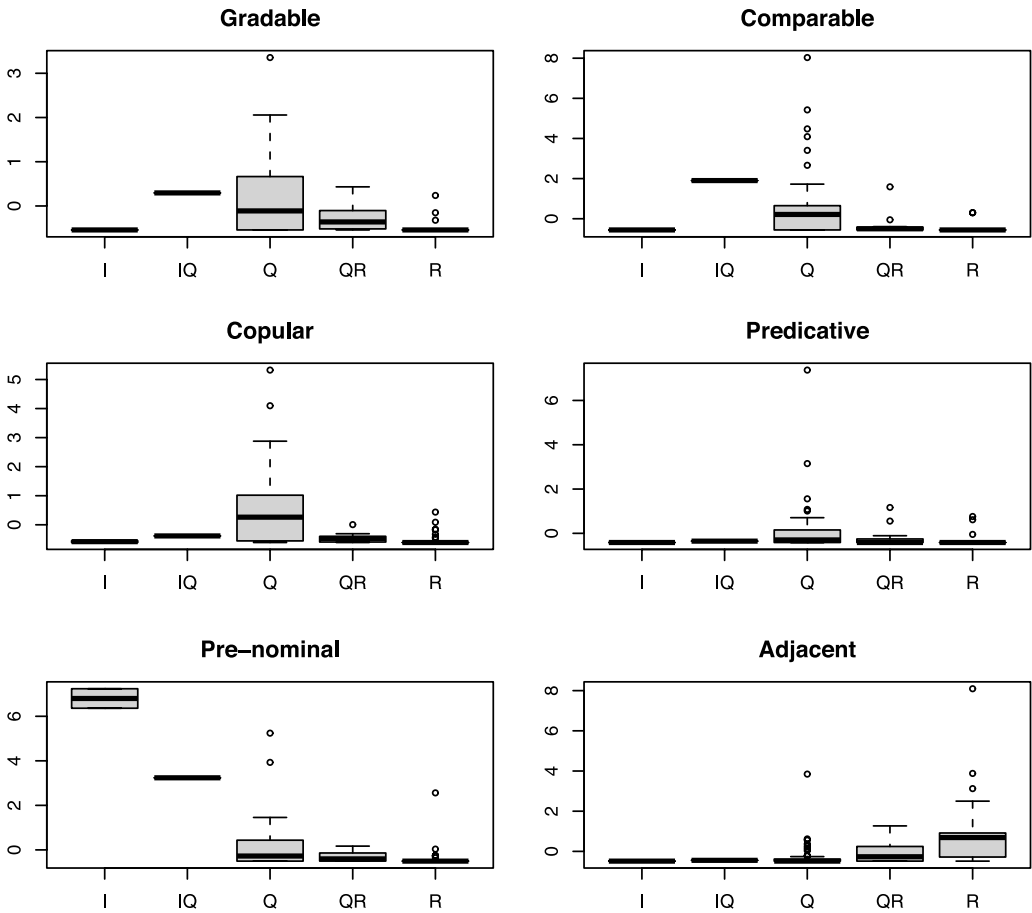 Gradable
3
2
1
0
I IQ Q QR R
Comparable
8
6
4
2
0
I IQ Q QR R
Copular
5
4
3
2
1
0
I IQ Q QR R
Predicative
6
4
2
0
I IQ Q QR R
Pre–nominal
6
4
2
0
I IQ Q QR R
Adjacent
8
6
4
2
0
I IQ Q QR R